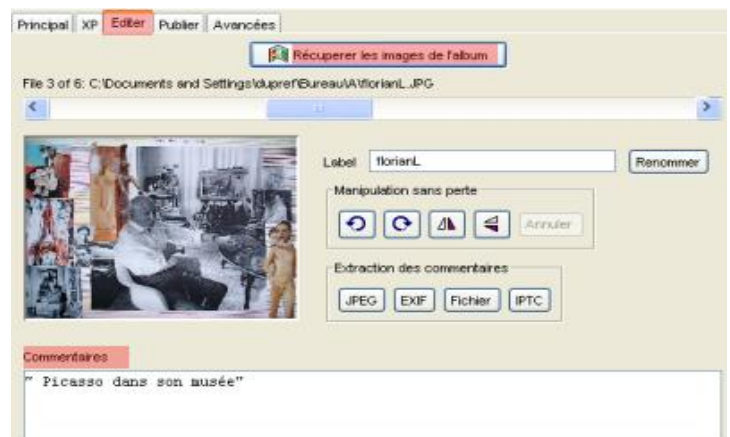 Principal XP Editer Publier Avancées
Récuperer les images de l'album
File 3 of 6: C:\Documents and Settings\dupref\Bureau\A\florianL.JPG
Label florianL Renommer
Manipulation sans perte
Annuler
Extraction des commentaires
JPEG EXIF Fichier IPTC
Commentaires
" Picasso dans son musée"